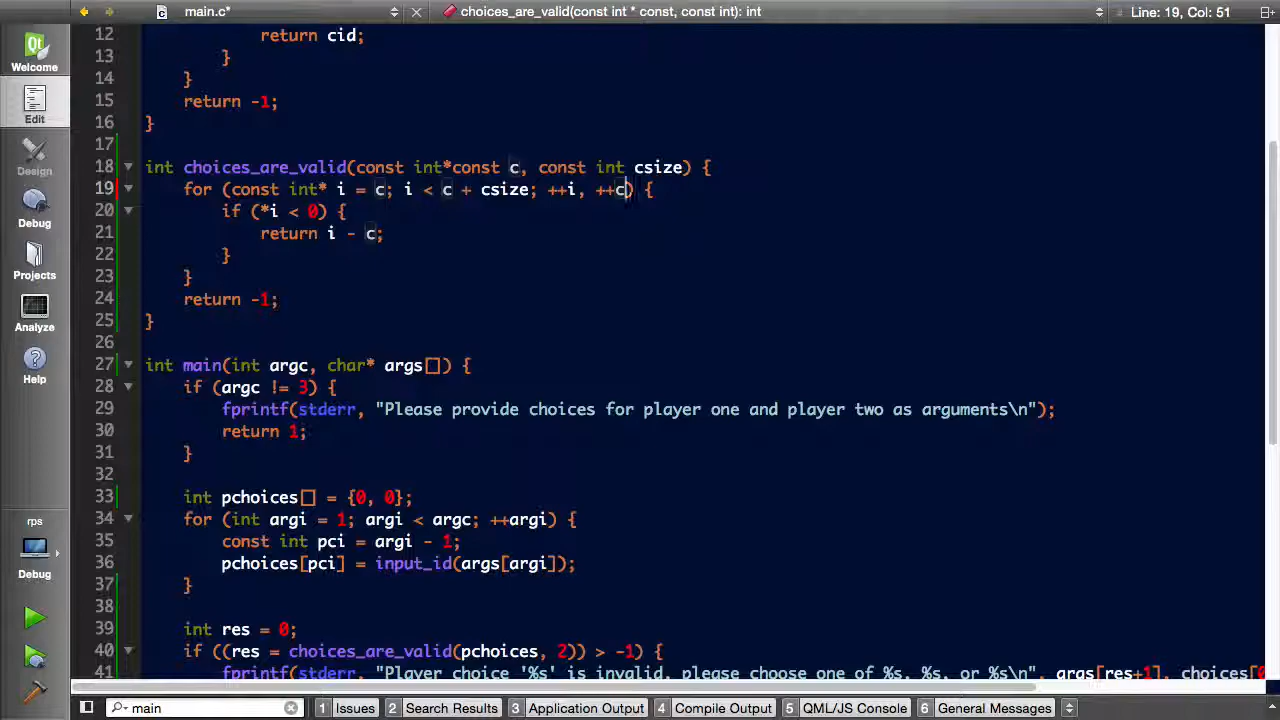 main.c* choices_are_valid(const int * const, const int): int Line: 19, Col: 51
Welcome
Edit
Design
Debug
Projects
Analyze
Help
rps
Debug
12 return cid;
13 }
14 }
15 return -1;
16 }
17
18 int choices_are_valid(const int*const c, const int csize) {
19 for (const int* i = c; i < c + csize; ++i, ++c) {
20 if (*i < 0) {
21 return i - c;
22 }
23 }
24 return -1;
25 }
26
27 int main(int argc, char* args[]) {
28 if (argc != 3) {
29 fprintf(stderr, "Please provide choices for player one and player two as arguments\n");
30 return 1;
31 }
32
33 int pchoices[] = {0, 0};
34 for (int argi = 1; argi < argc; ++argi) {
35 const int pci = argi - 1;
36 pchoices[pci] = input_id(args[argi]);
37 }
38
39 int res = 0;
40 if ((res = choices_are_valid(pchoices, 2)) > -1) {
41 fprintf(stderr, "Player choice '%s' is invalid, please choose one of %s, %s, or %s\n", args[res+1], choices[0
main 1 Issues 2 Search Results 3 Application Output 4 Compile Output 5 QML/JS Console 6 General Messages